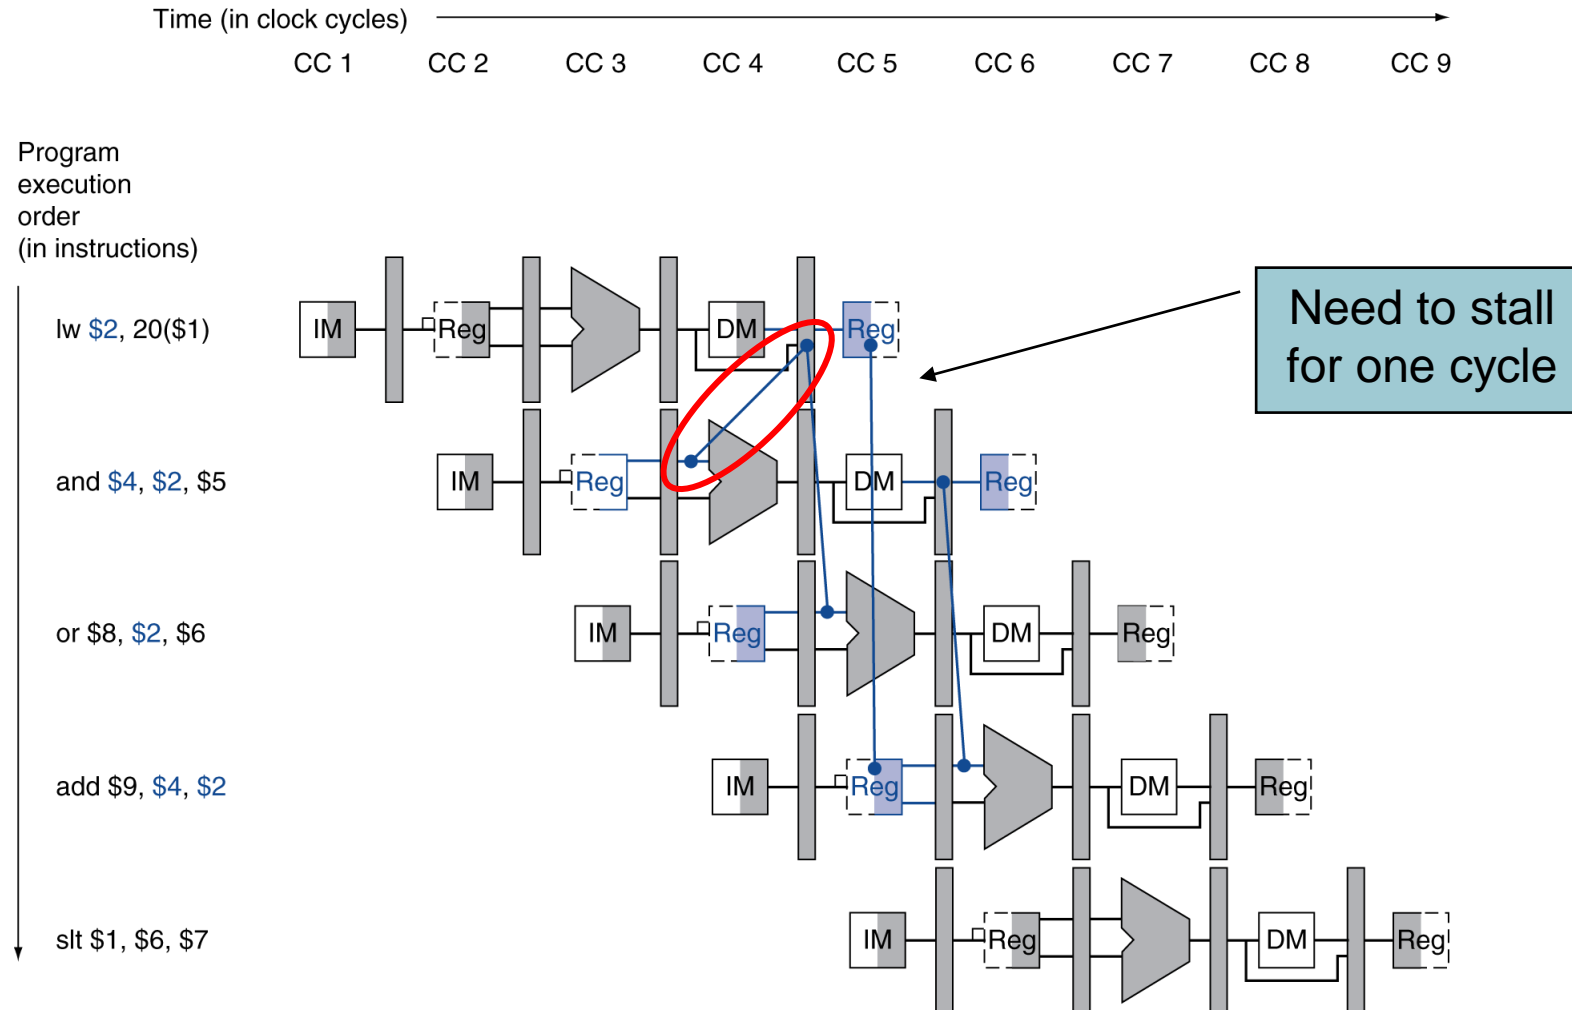 Time (in clock cycles)
CC 1 CC 2 CC 3 CC 4 CC 5 CC 6 CC 7 CC 8 CC 9
Program
execution
order
(in instructions)
Need to stall
for one cycle
lw $2, 20($1) IM Reg DM Reg
and $4, $2, $5 IM Reg DM Reg
or $8, $2, $6 IM Reg DM Reg
add $9, $4, $2 IM Reg DM Reg
slt $1, $6, $7 IM Reg DM Reg